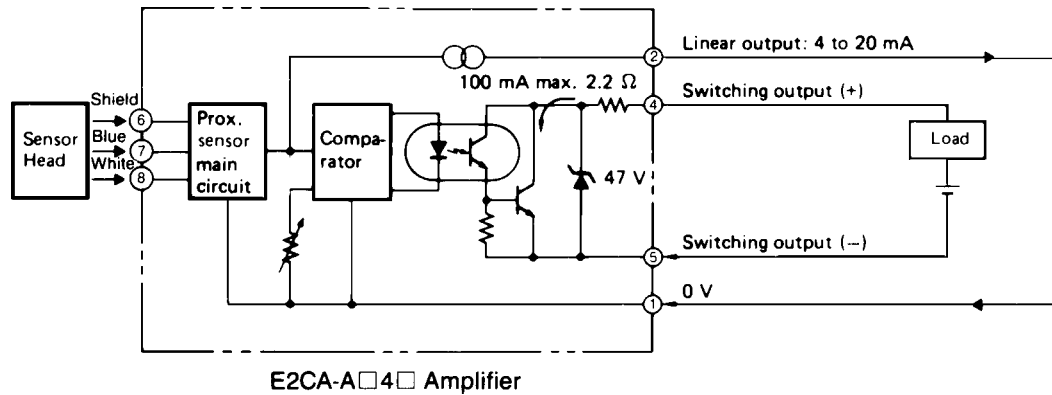 Linear output: 4 to 20 mA
2
100 mA max. 2.2 Ω
Switching output (+)
4
Shield
6
Sensor
Head
Blue
7
White
8
Prox.
sensor
main
circuit
Compa-
rator
47 V
Load
Switching output (—)
5
0 V
1
E2CA-A□4□ Amplifier